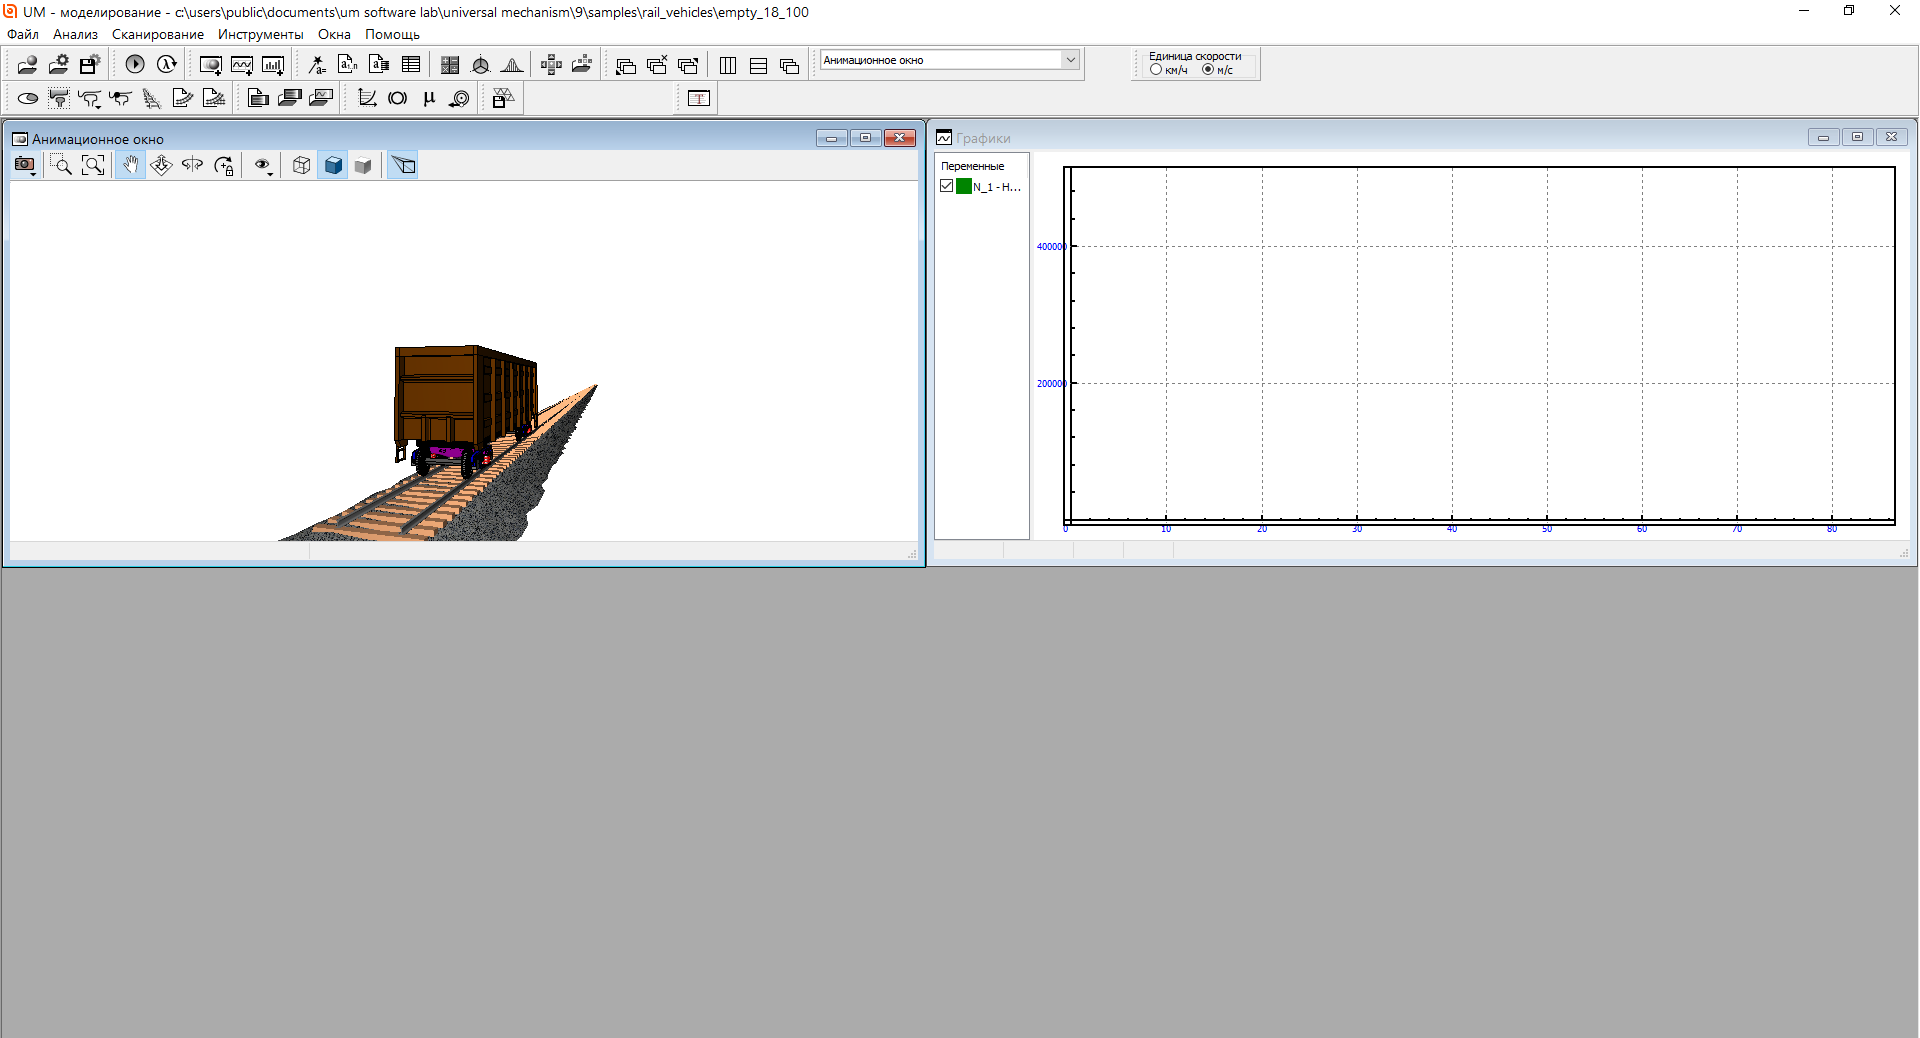 UM - моделирование - c:\users\public\documents\um software lab\universal mechanism\9\samples\rail_vehicles\empty_18_100
Файл Анализ Сканирование Инструменты Окна Помощь
Анимационное окно
Единица скорости
км/ч м/с
Анимационное окно
Графики
Переменные
N_1 - Н...
400000
200000
0 10 20 30 40 50 60 70 80